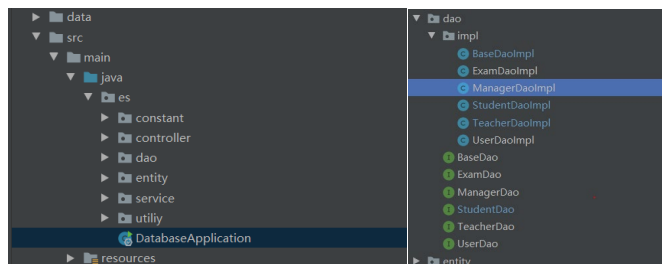 data
src
main
java
es
constant
controller
dao
entity
service
utiliy
DatabaseApplication
resources
dao
impl
BaseDaoImpl
ExamDaoImpl
ManagerDaoImpl
StudentDaoImpl
TeacherDaoImpl
UserDaoImpl
BaseDao
ExamDao
ManagerDao
StudentDao
TeacherDao
UserDao
entity